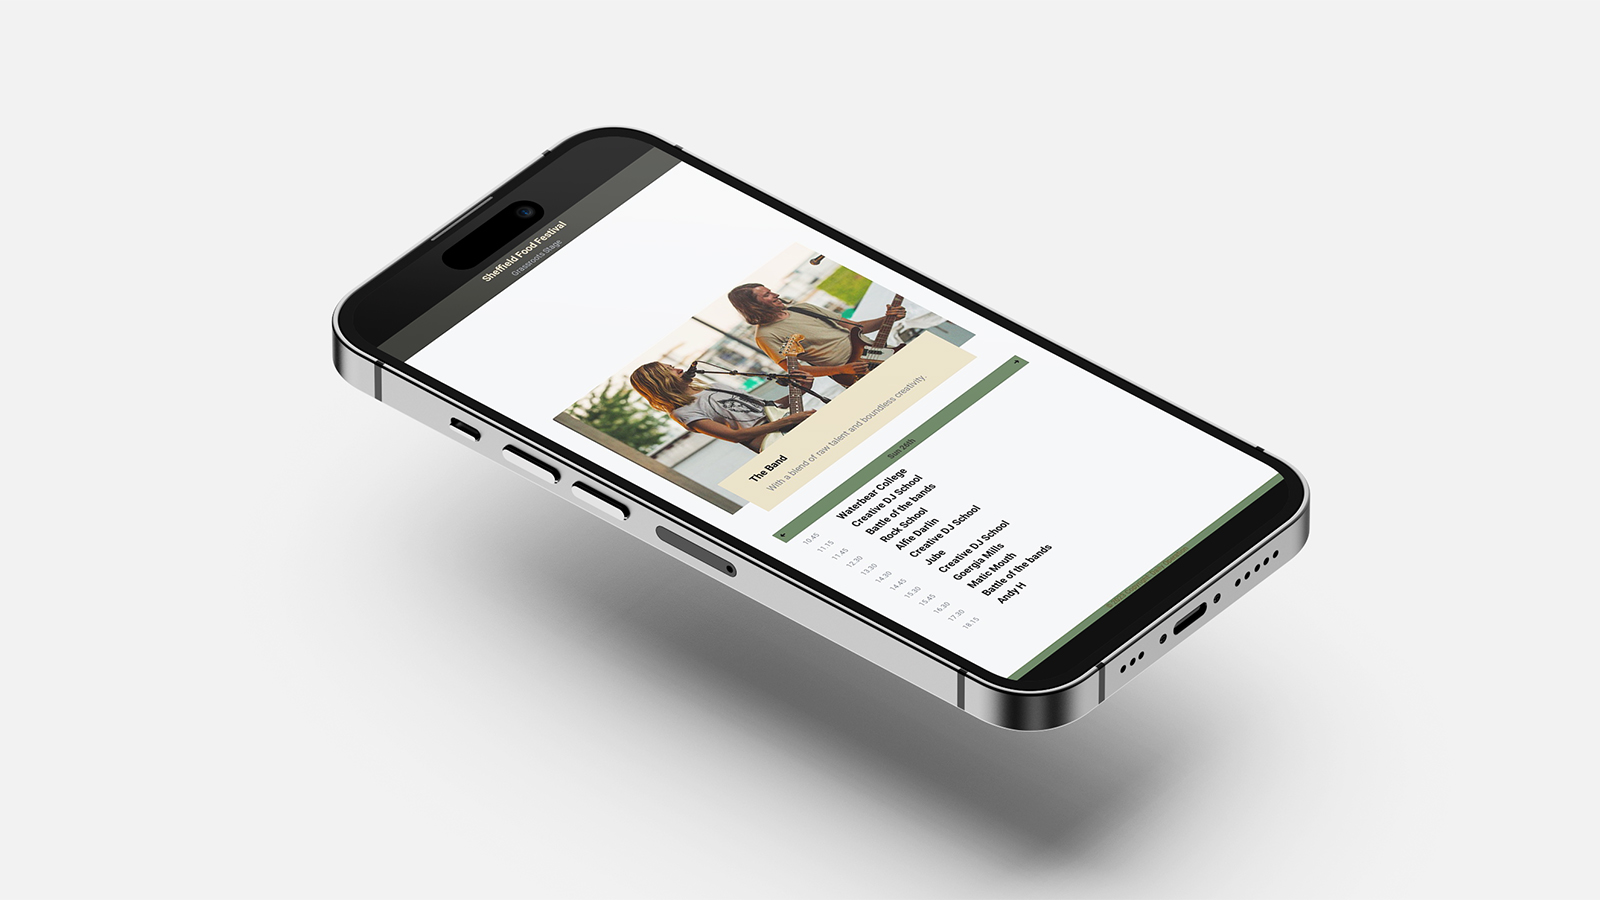 Sheffield Food Festival
Grassroots Stage
The Band
With a blend of raw talent and boundless creativity.
Sun 26th
10.45 Waterbear College
11.15 Creative DJ School
11.45 Battle of the bands
12.30 Rock School
13.30 Alfie Darlin
14.30 Creative DJ School
14.45 Jube
15.30 Creative DJ School
15.45 Goergia Mills
16.30 Matic Mouth
17.30 Battle of the bands
18.15 Andy H